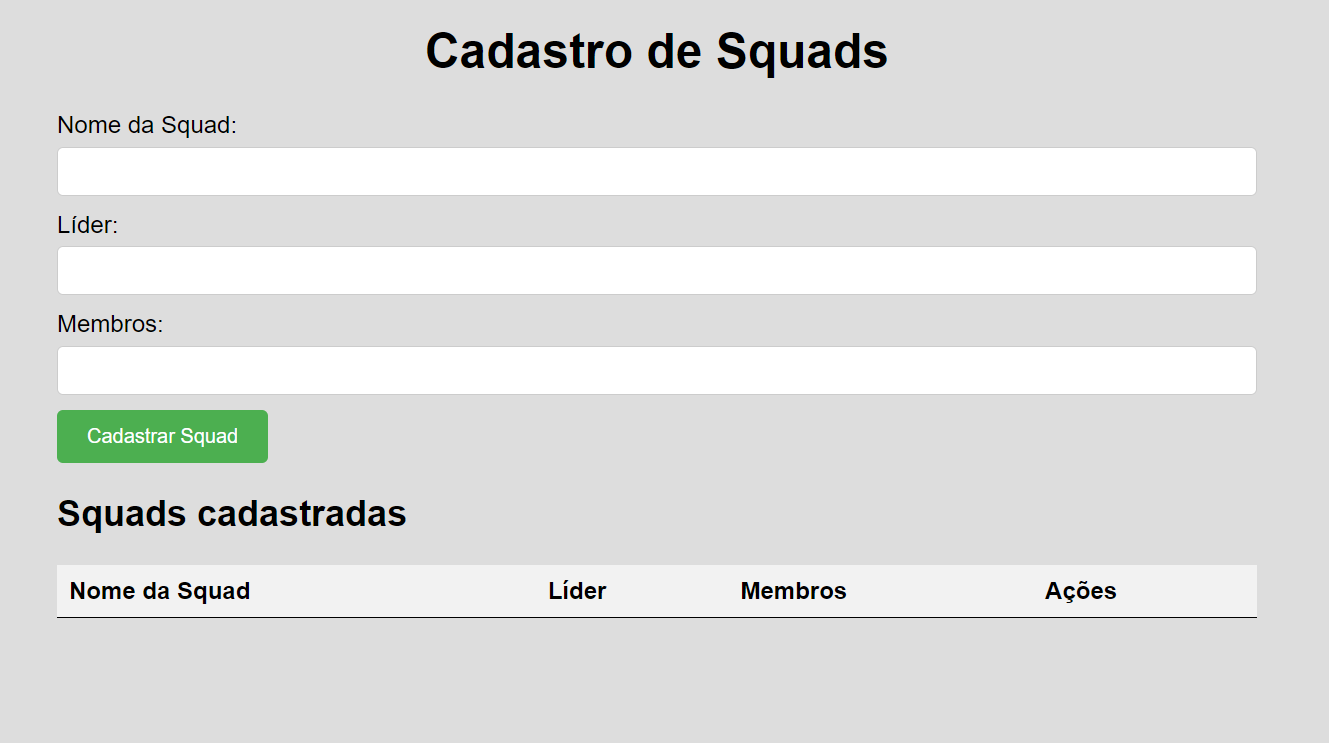 Cadastro de Squads
Nome da Squad:
Líder:
Membros:
Cadastrar Squad
Squads cadastradas
Nome da Squad Líder Membros Ações